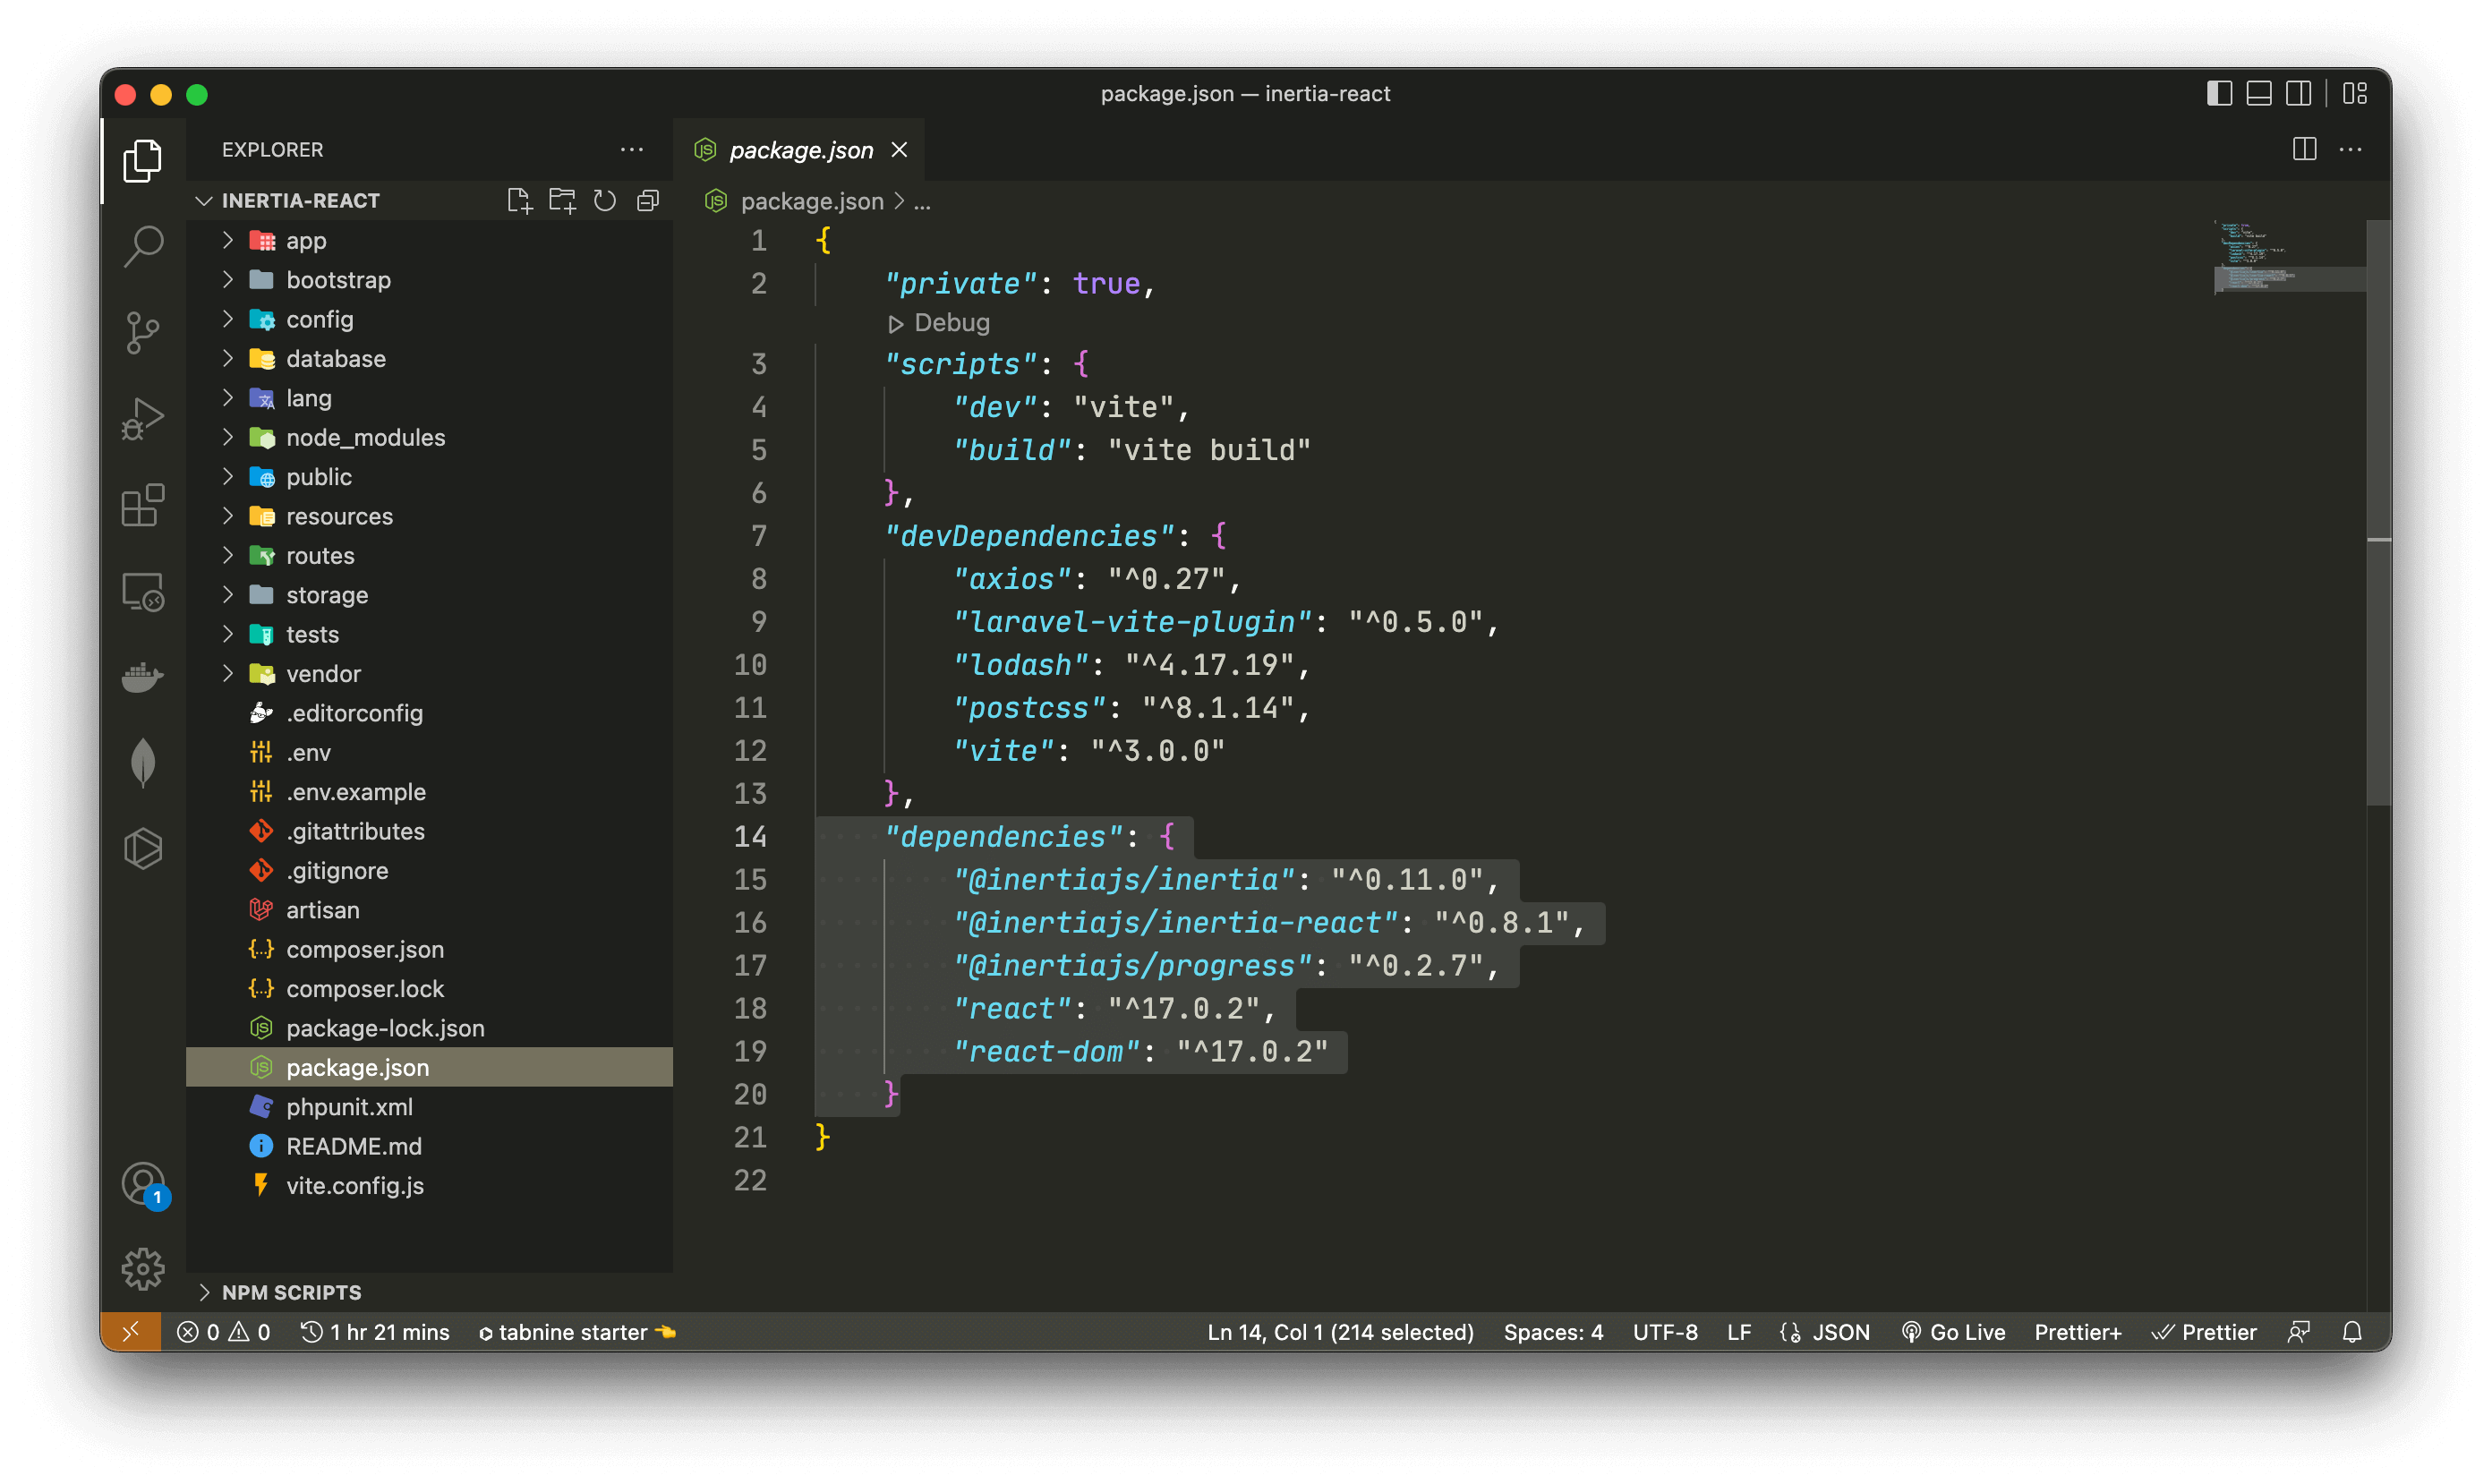 package.json — inertia-react
EXPLORER
INERTIA-REACT
app
bootstrap
config
database
lang
node_modules
public
resources
routes
storage
tests
vendor
.editorconfig
.env
.env.example
.gitattributes
.gitignore
artisan
composer.json
composer.lock
package-lock.json
package.json
phpunit.xml
README.md
vite.config.js
NPM SCRIPTS
1
package.json
package.json > ...
1 {
2 "private": true,
Debug
3 "scripts": {
4 "dev": "vite",
5 "build": "vite build"
6 },
7 "devDependencies": {
8 "axios": "^0.27",
9 "laravel-vite-plugin": "^0.5.0",
10 "lodash": "^4.17.19",
11 "postcss": "^8.1.14",
12 "vite": "^3.0.0"
13 },
14 "dependencies": {
15 "@inertiajs/inertia": "^0.11.0",
16 "@inertiajs/inertia-react": "^0.8.1",
17 "@inertiajs/progress": "^0.2.7",
18 "react": "^17.0.2",
19 "react-dom": "^17.0.2"
20 }
21 }
22
0 0 1 hr 21 mins tabnine starter Ln 14, Col 1 (214 selected) Spaces: 4 UTF-8 LF JSON Go Live Prettier+ Prettier